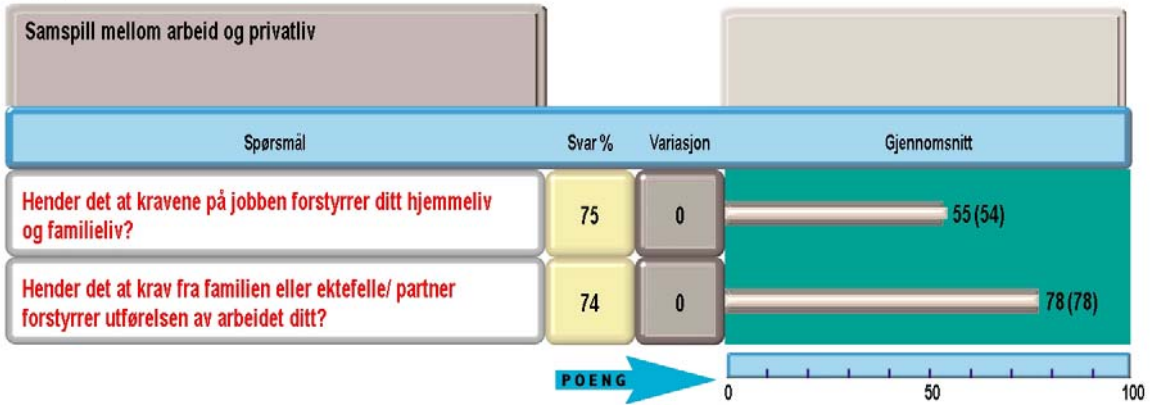 Samspill mellom arbeid og privatliv
Spørsmål Svar % Variasjon Gjennomsnitt
Hender det at kravene på jobben forstyrrer ditt hjemmeliv
og familieliv?
75 0 55 (54)
Hender det at krav fra familien eller ektefelle/ partner
forstyrrer utførelsen av arbeidet ditt?
74 0 78 (78)
POENG
0 50 100